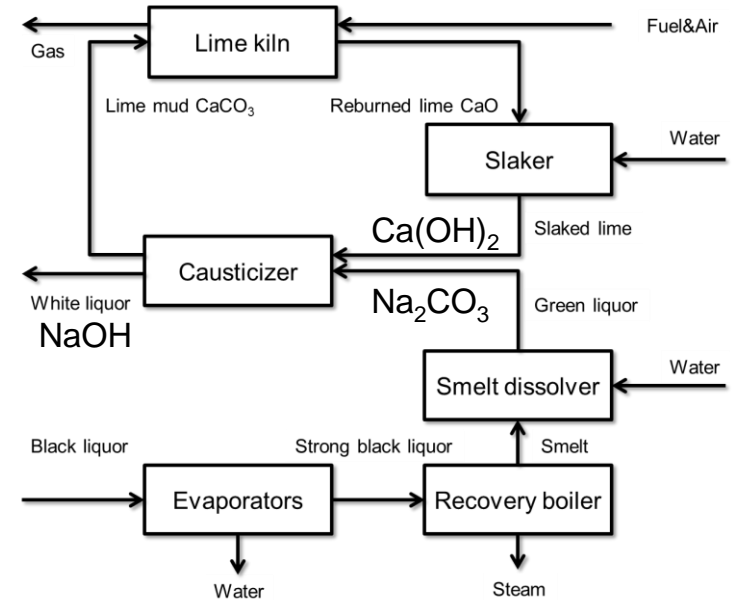 Fuel&Air
Gas
Lime kiln
Lime mud CaCO₃
Reburned lime CaO
Water
Slaker
Ca(OH)₂
Slaked lime
Causticizer
White liquor
NaOH
Na₂CO₃
Green liquor
Water
Smelt dissolver
Black liquor
Strong black liquor
Smelt
Evaporators
Recovery boiler
Water
Steam